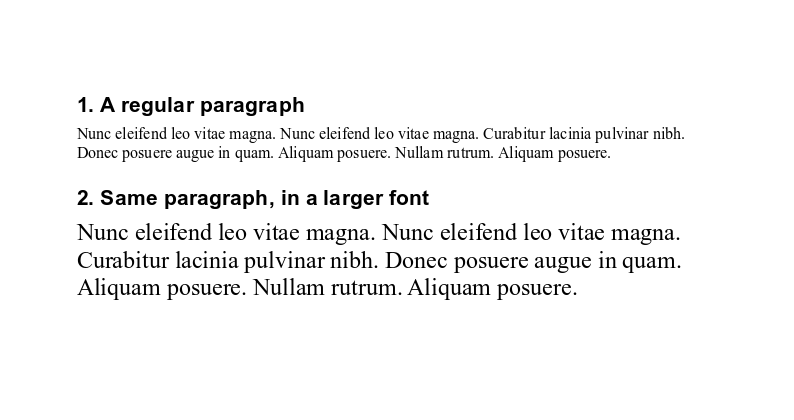 1. A regular paragraph
Nunc eleifend leo vitae magna. Nunc eleifend leo vitae magna. Curabitur lacinia pulvinar nibh.
Donec posuere augue in quam. Aliquam posuere. Nullam rutrum. Aliquam posuere.
2. Same paragraph, in a larger font
Nunc eleifend leo vitae magna. Nunc eleifend leo vitae magna.
Curabitur lacinia pulvinar nibh. Donec posuere augue in quam.
Aliquam posuere. Nullam rutrum. Aliquam posuere.